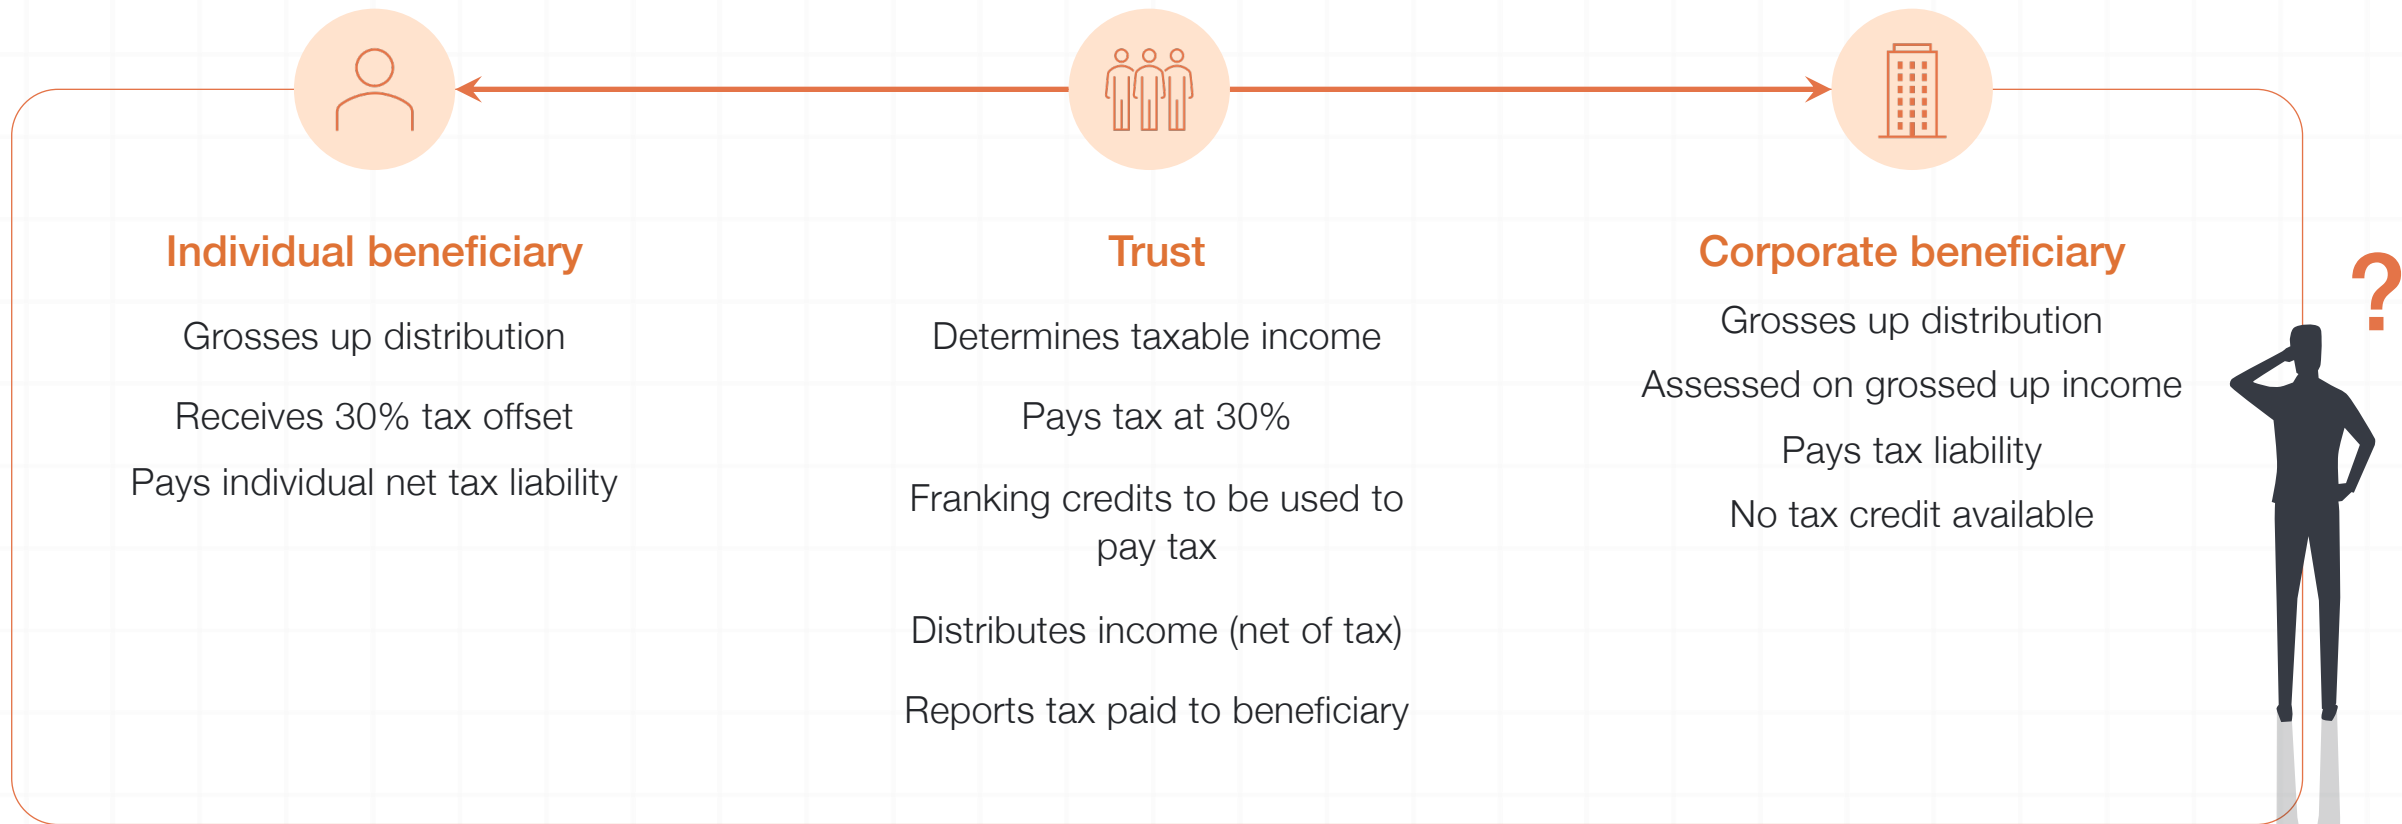 Individual beneficiary
Grosses up distribution
Receives 30% tax offset
Pays individual net tax liability
Trust
Determines taxable income
Pays tax at 30%
Franking credits to be used to
pay tax
Distributes income (net of tax)
Reports tax paid to beneficiary
Corporate beneficiary
Grosses up distribution
Assessed on grossed up income
Pays tax liability
No tax credit available
?